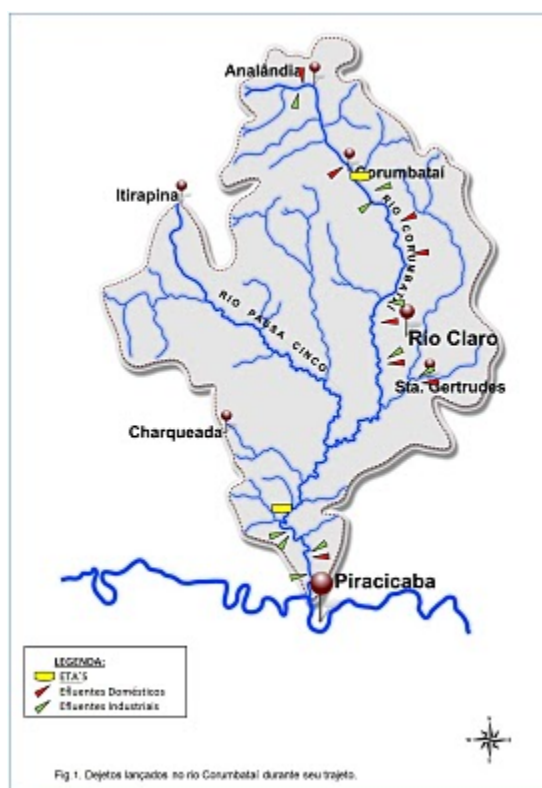 Analândia
Corumbataí
Itirapina
RIO CORUMBATAÍ
RIO PASSA CINCO
Rio Claro
Sta. Gertrudes
Charqueada
Piracicaba
LEGENDA:
ETA'S
Efluentes Domésticos
Efluentes Industriais
Fig 1. Dejetos lançados no rio Corumbataí durante seu trajeto.